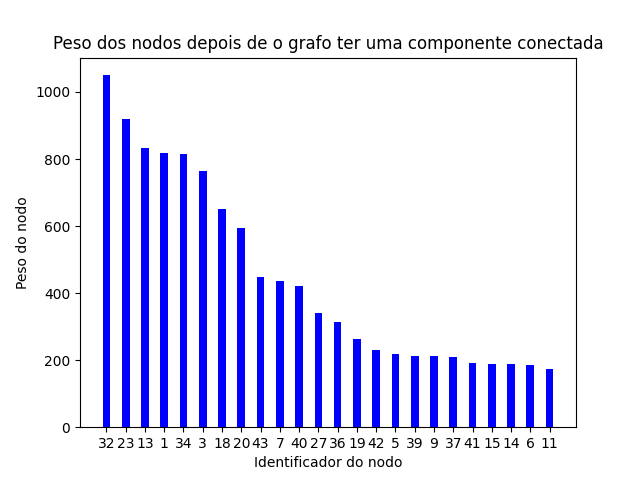 Peso dos nodos depois de o grafo ter uma componente conectada
Peso do nodo
1000
800
600
400
200
0
32 23 13 1 34 3 18 20 43 7 40 27 36 19 42 5 39 9 37 41 15 14 6 11
Identificador do nodo